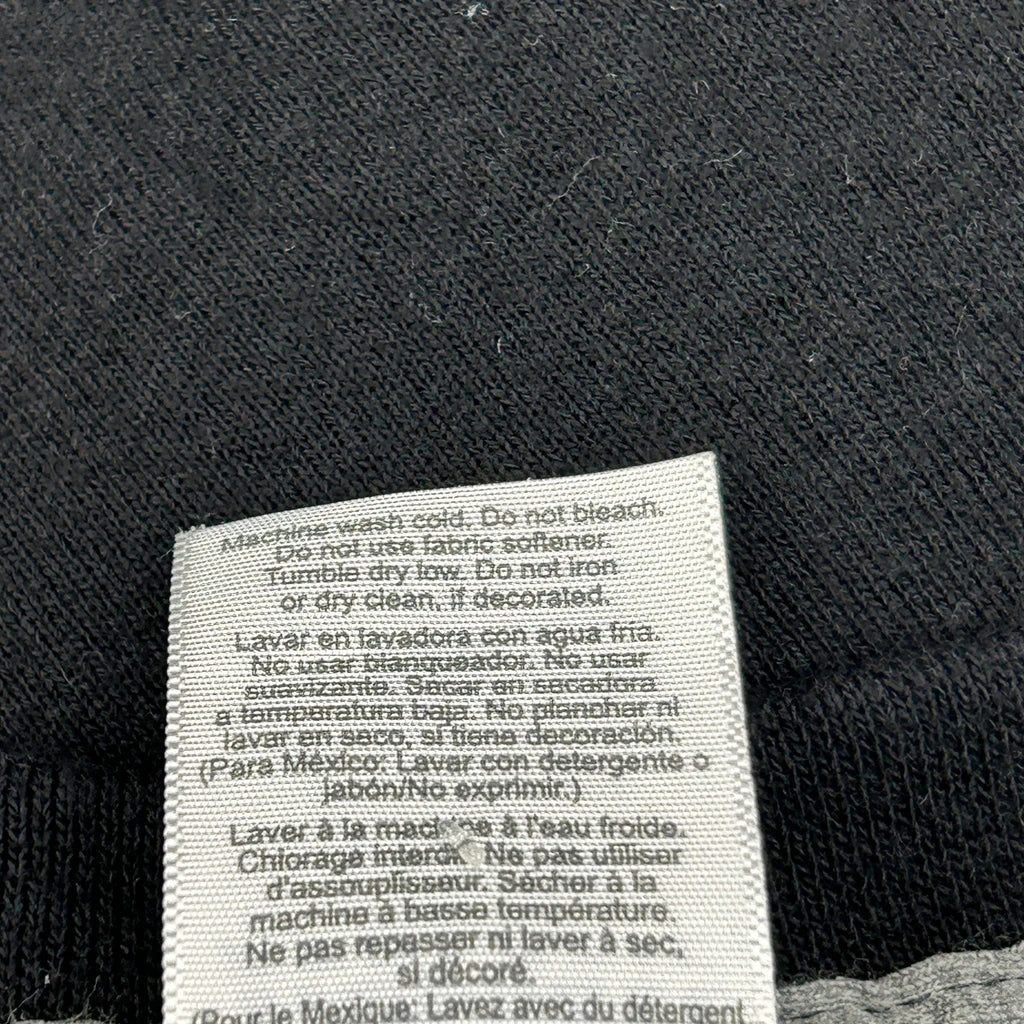 Machine wash cold. Do not bleach.
Do not use fabric softener.
Tumble dry low. Do not iron
or dry clean, if decorated.
Lavar en lavadora con agua fría.
No usar blanqueador. No usar
suavizante. Secar en secadora
a temperatura baja. No planchar ni
lavar en seco, si tiene decoración.
(Para México: Lavar con detergente o
jabón/No exprimir.)
Laver à la machine à l'eau froide.
Chlorage interdit. Ne pas utiliser
d'assouplisseur. Sécher à la
machine à basse température.
Ne pas repasser ni laver à sec,
si décoré.
(Pour le Mexique: Lavez avec du détergent